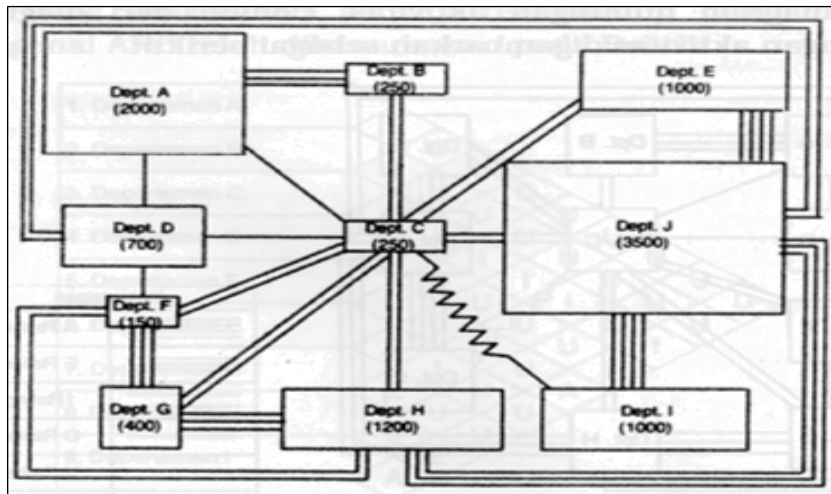 Dept. A
(2000)
Dept. B
(250)
Dept. E
(1000)
Dept. D
(700)
Dept. C
(250)
Dept. J
(3500)
Dept. F
(150)
Dept. G
(400)
Dept. H
(1200)
Dept. I
(1000)